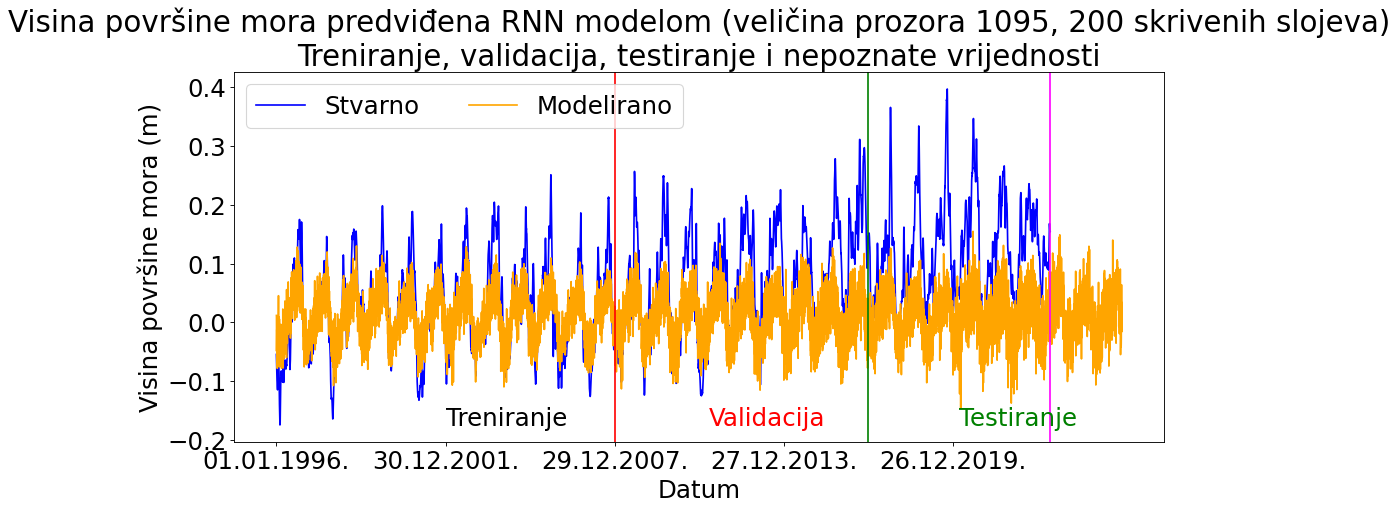 Visina površine mora predviđena RNN modelom (veličina prozora 1095, 200 skrivenih slojeva)
Treniranje, validacija, testiranje i nepoznate vrijednosti
Stvarno
Modelirano
Visina površine mora (m)
0.4
0.3
0.2
0.1
0.0
−0.1
−0.2
Treniranje
Validacija
Testiranje
01.01.1996.
30.12.2001.
29.12.2007.
27.12.2013.
26.12.2019.
Datum